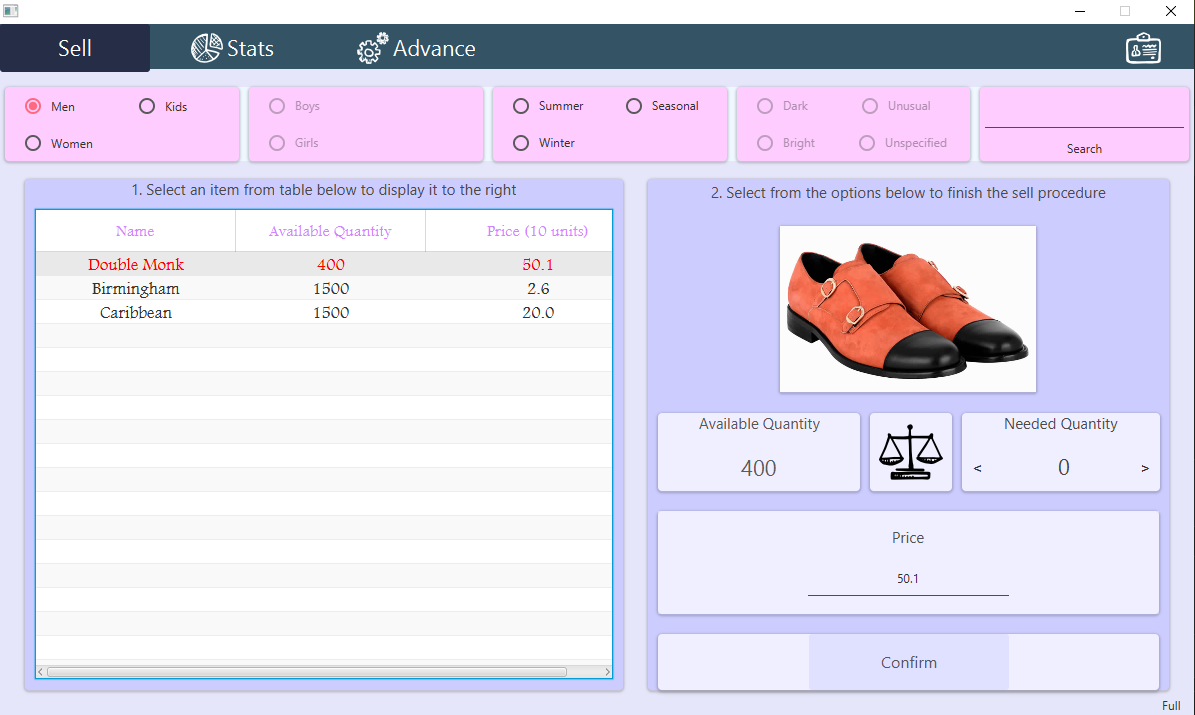 Sell Stats Advance
Men Kids Boys Summer Seasonal Dark Unusual
Women Girls Winter Bright Unspecified Search
1. Select an item from table below to display it to the right
Name Available Quantity Price (10 units)
Double Monk 400 50.1
Birmingham 1500 2.6
Caribbean 1500 20.0
2. Select from the options below to finish the sell procedure
Available Quantity Needed Quantity
400 < 0 >
Price
50.1
Confirm
Full